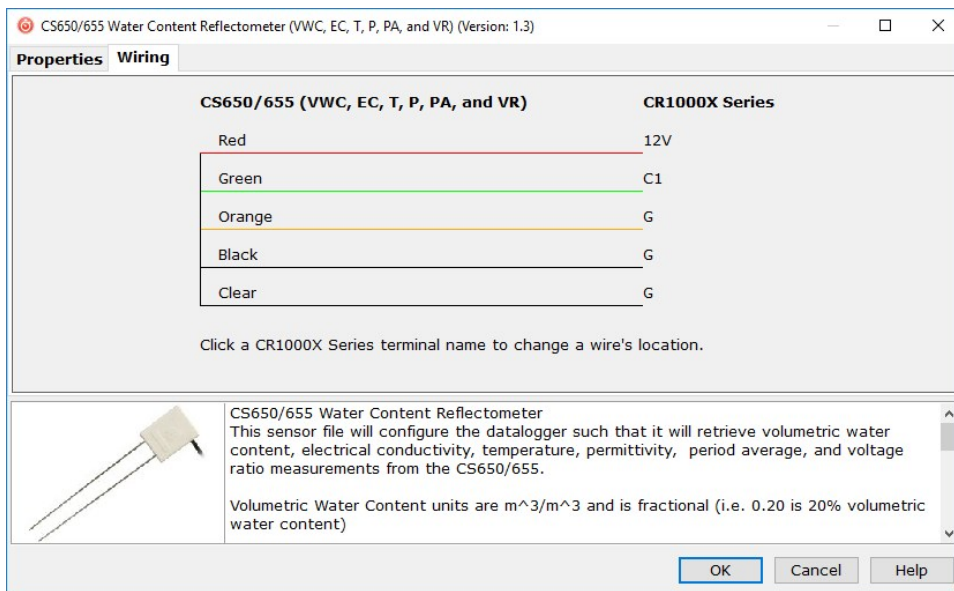 CS650/655 Water Content Reflectometer (VWC, EC, T, P, PA, and VR) (Version: 1.3)
Properties Wiring
CS650/655 (VWC, EC, T, P, PA, and VR) CR1000X Series
Red 12V
Green C1
Orange G
Black G
Clear G
Click a CR1000X Series terminal name to change a wire's location.
CS650/655 Water Content Reflectometer
This sensor file will configure the datalogger such that it will retrieve volumetric water
content, electrical conductivity, temperature, permittivity, period average, and voltage
ratio measurements from the CS650/655.
Volumetric Water Content units are m^3/m^3 and is fractional (i.e. 0.20 is 20% volumetric
water content)
OK Cancel Help